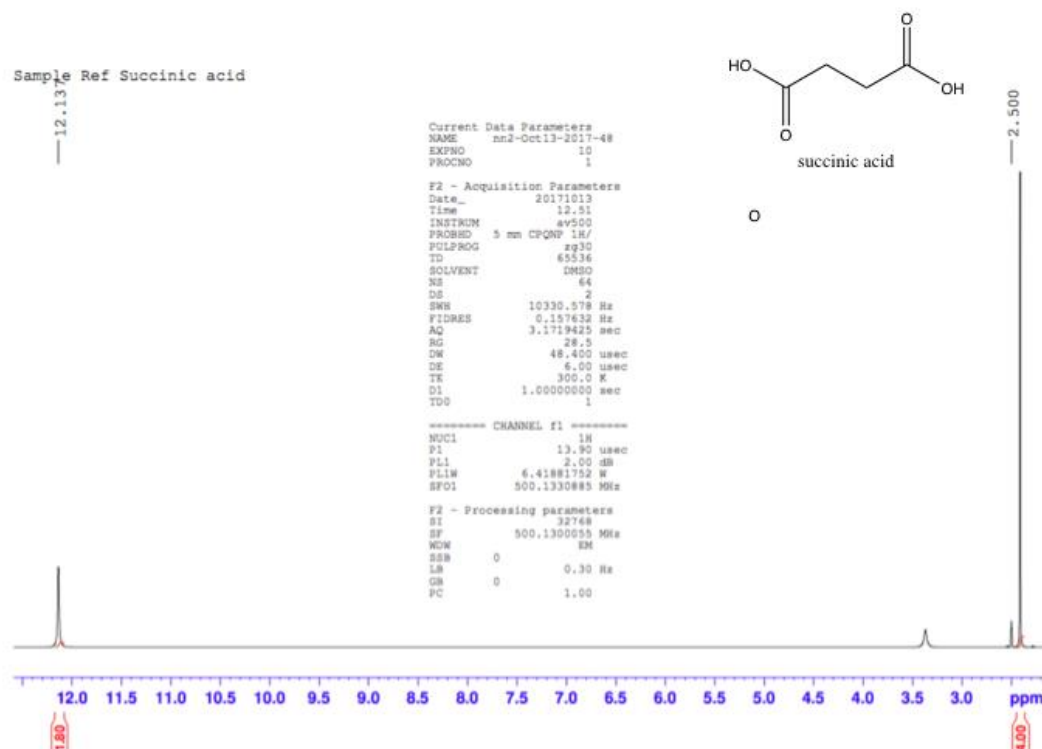 Sample Ref Succinic acid
12.137
2.500
O
HO
OH
O
succinic acid
O
Current Data Parameters
NAME nn2-Oct13-2017-48
EXPNO 10
PROCNO 1
F2 - Acquisition Parameters
Date_ 20171013
Time 12.51
INSTRUM av500
PROBHD 5 mm CPQNP 1H/
PULPROG zg30
TD 65536
SOLVENT DMSO
NS 64
DS 2
SWH 10330.578 Hz
FIDRES 0.157632 Hz
AQ 3.1719425 sec
RG 28.5
DW 48.400 usec
DE 6.00 usec
TE 300.0 K
D1 1.00000000 sec
TD0 1
======== CHANNEL f1 ========
NUC1 1H
P1 13.90 usec
PL1 2.00 dB
PL1W 6.41881752 W
SFO1 500.1330885 MHz
F2 - Processing parameters
SI 32768
SF 500.1300055 MHz
WDW EM
SSB 0
LB 0.30 Hz
GB 0
PC 1.00
12.0 11.5 11.0 10.5 10.0 9.5 9.0 8.5 8.0 7.5 7.0 6.5 6.0 5.5 5.0 4.5 4.0 3.5 3.0 ppm